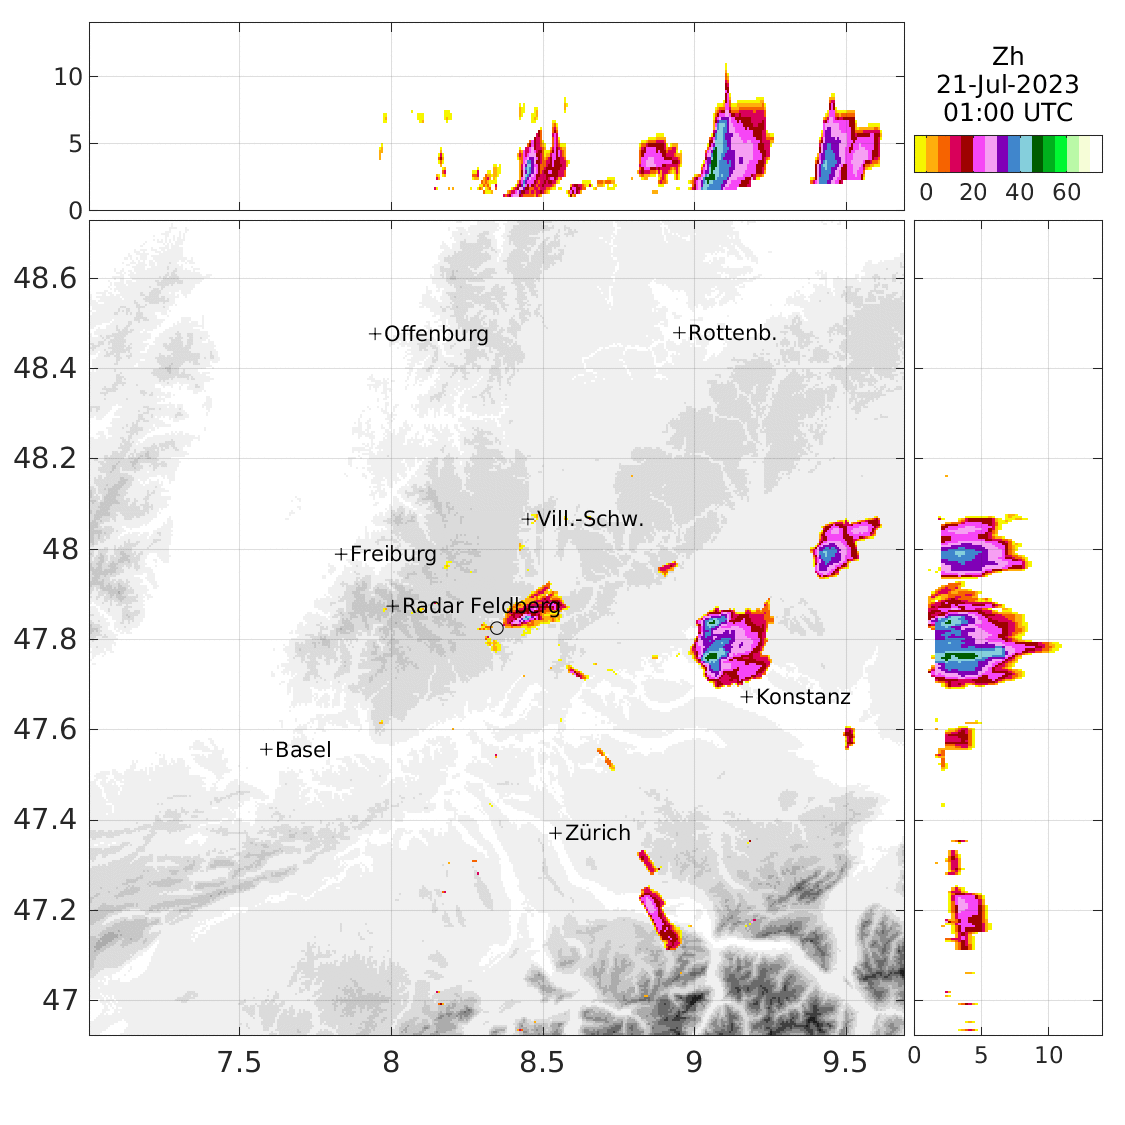 10
5
0
Zh
21-Jul-2023
01:00 UTC
0 20 40 60
48.6
48.4
48.2
48
47.8
47.6
47.4
47.2
47
Offenburg
Rottenb.
Vill.-Schw.
Freiburg
Radar Feldberg
Konstanz
Basel
Zürich
7.5 8 8.5 9 9.5
0 5 10